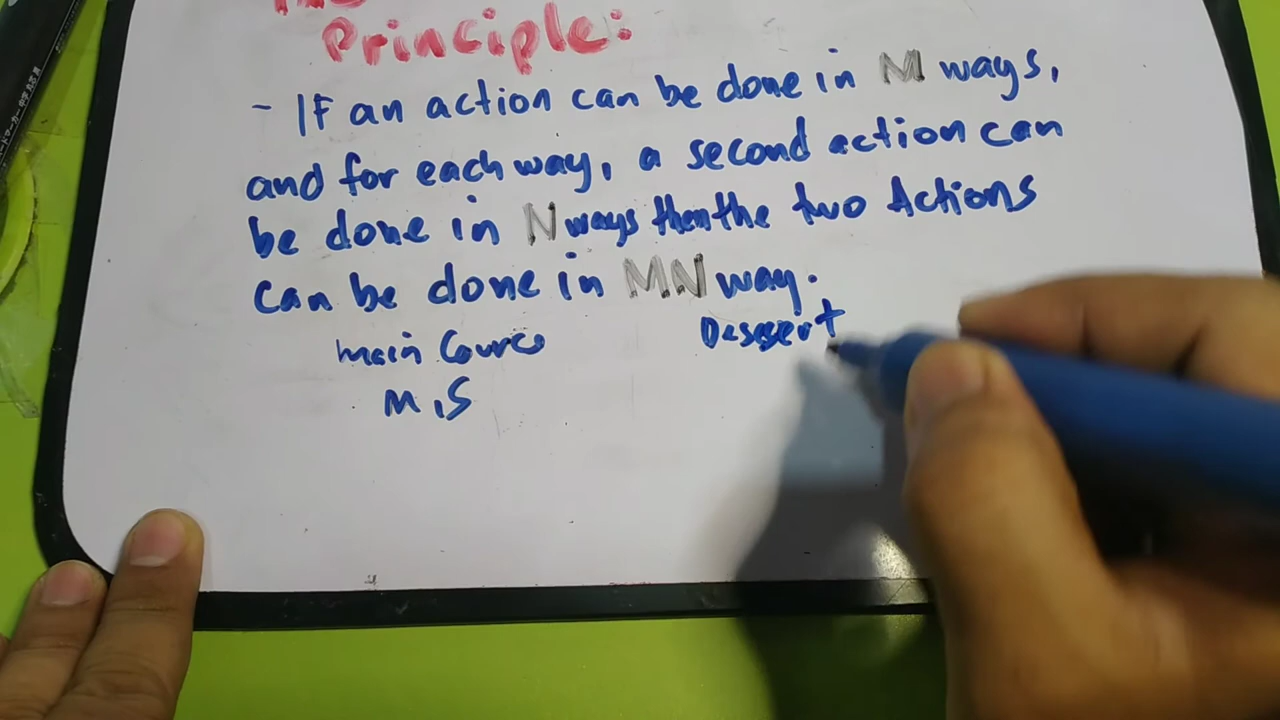 Principle:
- If an action can be done in M ways,
and for each way, a second action can
be done in N ways then the two Actions
can be done in MN way.
main Cource Dessert
M, S